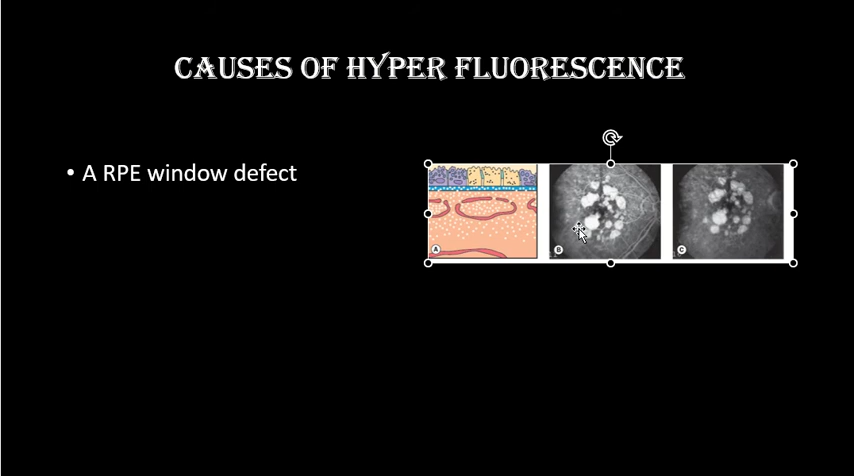 CAUSES OF HYPER FLUORESCENCE
• A RPE window defect
A
B
C